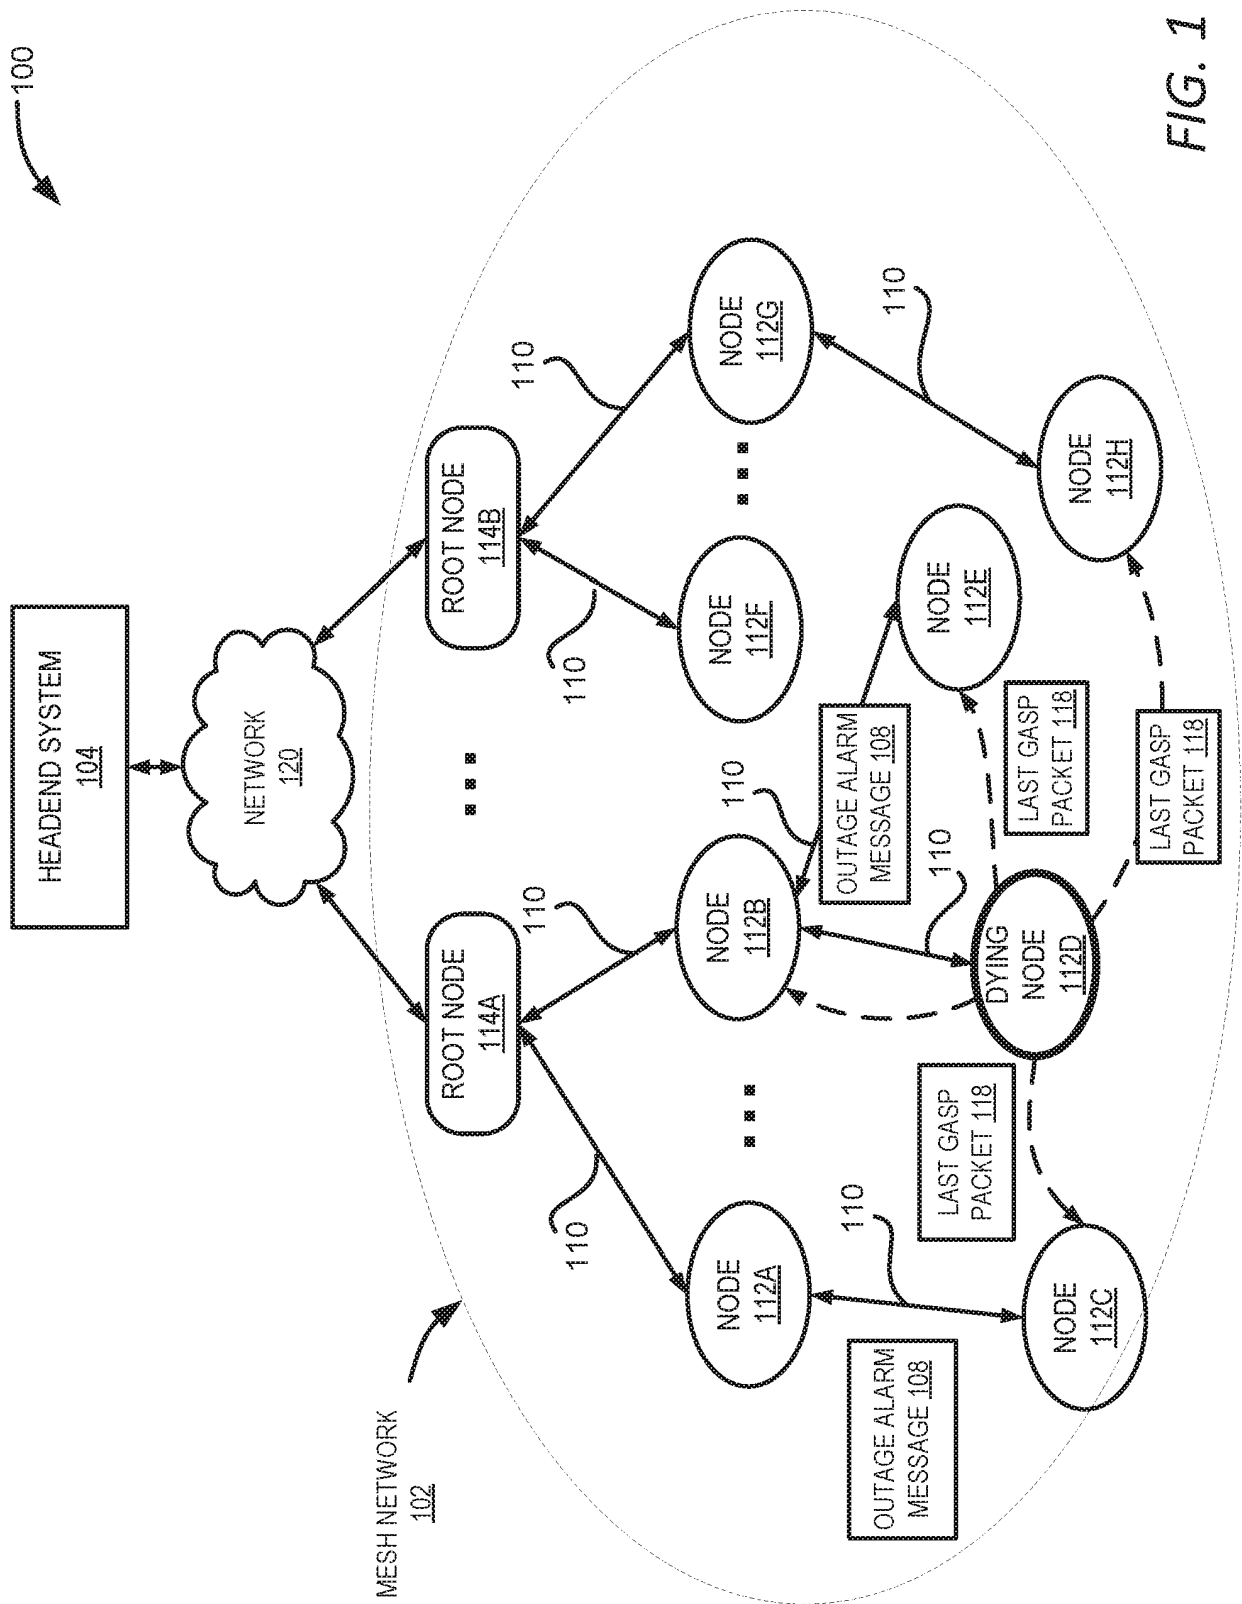 100
HEADEND SYSTEM
104
NETWORK
120
MESH NETWORK
102
ROOT NODE
114A
ROOT NODE
114B
110
110
110
110
NODE
112A
NODE
112B
NODE
112F
NODE
112G
110
110
110
110
OUTAGE ALARM
MESSAGE 108
OUTAGE ALARM
MESSAGE 108
NODE
112E
LAST GASP
PACKET 118
LAST GASP
PACKET 118
NODE
112C
DYING
NODE
112D
NODE
112H
LAST GASP
PACKET 118
FIG. 1